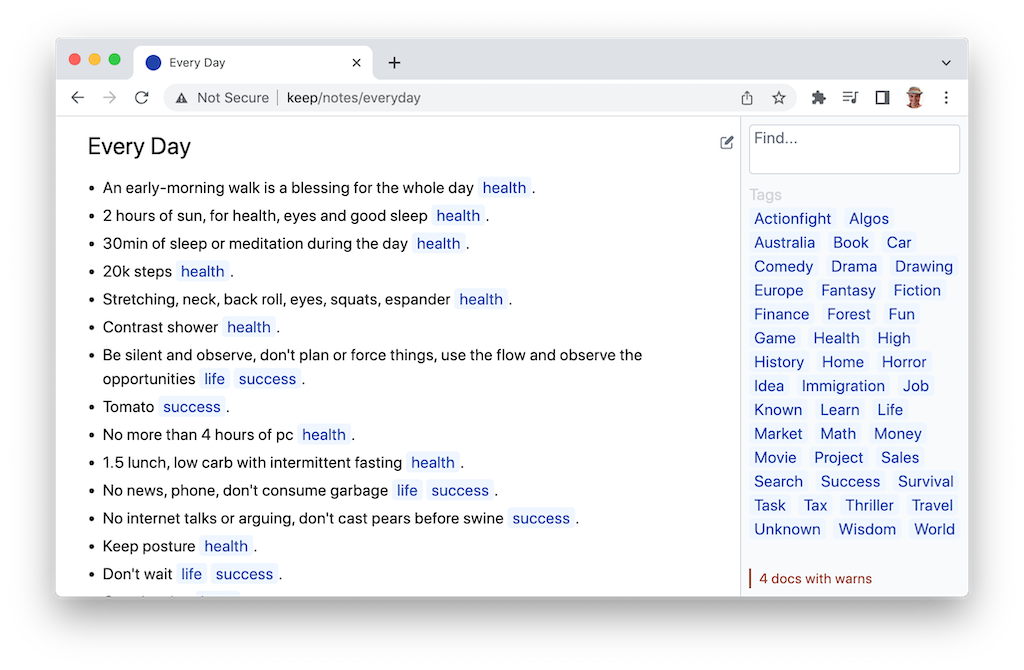 Every Day
Not Secure keep/notes/everyday
Every Day
An early-morning walk is a blessing for the whole day health .
2 hours of sun, for health, eyes and good sleep health .
30min of sleep or meditation during the day health .
20k steps health .
Stretching, neck, back roll, eyes, squats, espander health .
Contrast shower health .
Be silent and observe, don't plan or force things, use the flow and observe the
opportunities life success .
Tomato success .
No more than 4 hours of pc health .
1.5 lunch, low carb with intermittent fasting health .
No news, phone, don't consume garbage life success .
No internet talks or arguing, don't cast pears before swine success .
Keep posture health .
Don't wait life success .
Find...
Tags
Actionfight Algos
Australia Book Car
Comedy Drama Drawing
Europe Fantasy Fiction
Finance Forest Fun
Game Health High
History Home Horror
Idea Immigration Job
Known Learn Life
Market Math Money
Movie Project Sales
Search Success Survival
Task Tax Thriller Travel
Unknown Wisdom World
4 docs with warns